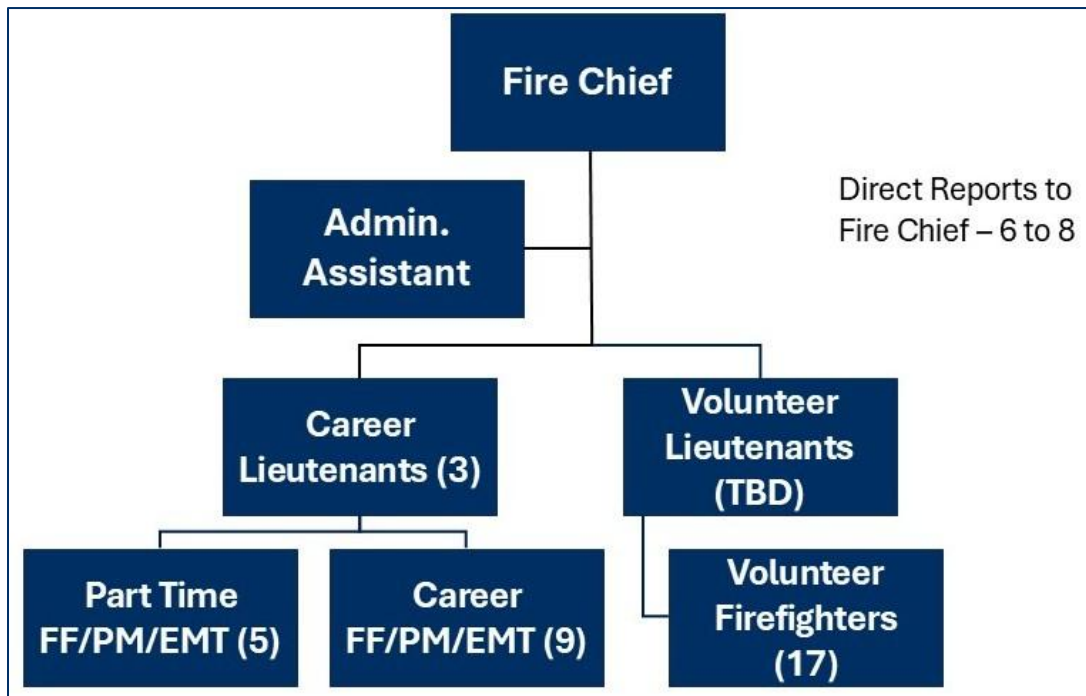 Fire Chief
Admin.
Assistant
Direct Reports to
Fire Chief – 6 to 8
Career
Lieutenants (3)
Volunteer
Lieutenants
(TBD)
Part Time
FF/PM/EMT (5)
Career
FF/PM/EMT (9)
Volunteer
Firefighters
(17)